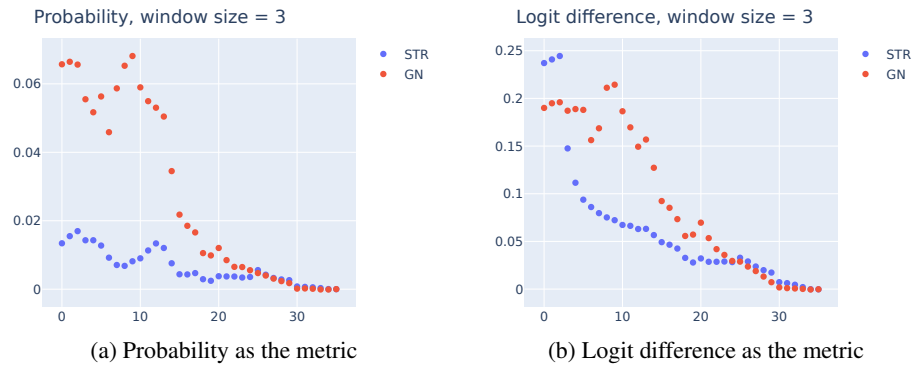 Probability, window size = 3
STR
GN
0.06
0.04
0.02
0
0
10
20
30
(a) Probability as the metric
Logit difference, window size = 3
STR
GN
0.25
0.2
0.15
0.1
0.05
0
0
10
20
30
(b) Logit difference as the metric